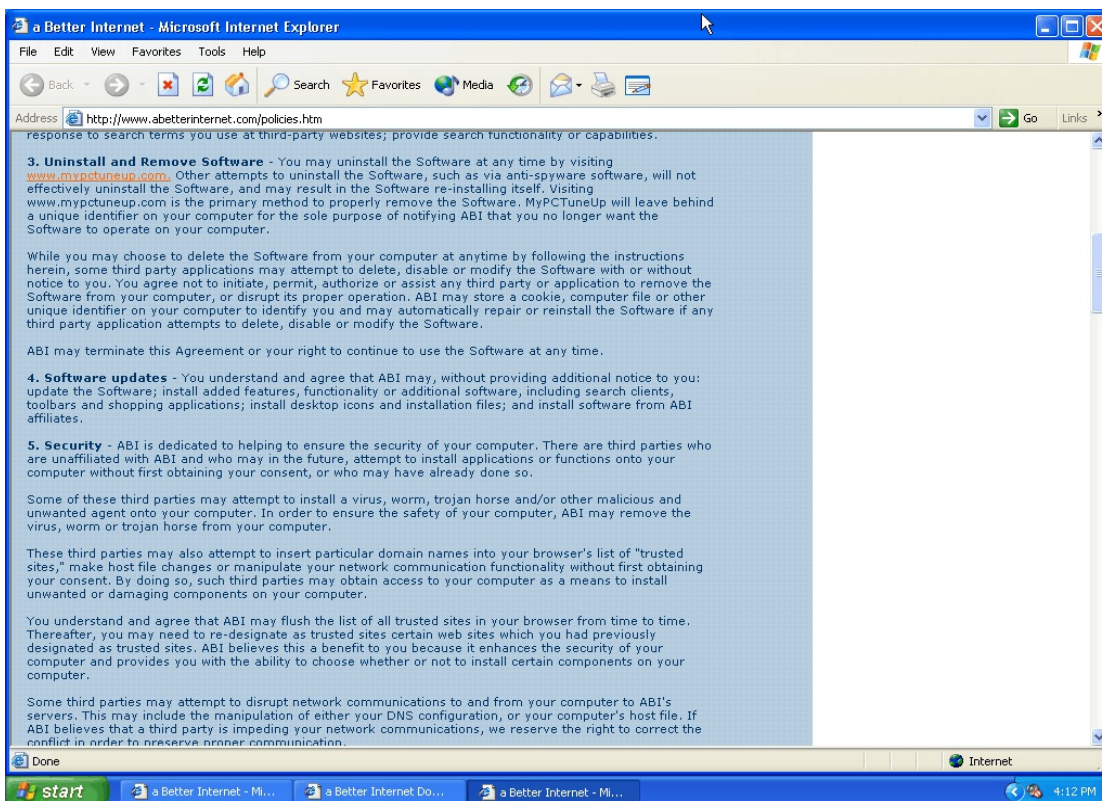 a Better Internet - Microsoft Internet Explorer
File Edit View Favorites Tools Help
Back Search Favorites Media
Address http://www.abetterinternet.com/policies.htm Go Links
response to search terms you use at third-party websites; provide search functionality or capabilities.
3. Uninstall and Remove Software - You may uninstall the Software at any time by visiting
www.mypctuneup.com. Other attempts to uninstall the Software, such as via anti-spyware software, will not
effectively uninstall the Software, and may result in the Software re-installing itself. Visiting
www.mypctuneup.com is the primary method to properly remove the Software. MyPCTuneUp will leave behind
a unique identifier on your computer for the sole purpose of notifying ABI that you no longer want the
Software to operate on your computer.
While you may choose to delete the Software from your computer at anytime by following the instructions
herein, some third party applications may attempt to delete, disable or modify the Software with or without
notice to you. You agree not to initiate, permit, authorize or assist any third party or application to remove the
Software from your computer, or disrupt its proper operation. ABI may store a cookie, computer file or other
unique identifier on your computer to identify you and may automatically repair or reinstall the Software if any
third party application attempts to delete, disable or modify the Software.
ABI may terminate this Agreement or your right to continue to use the Software at any time.
4. Software updates - You understand and agree that ABI may, without providing additional notice to you:
update the Software; install added features, functionality or additional software, including search clients,
toolbars and shopping applications; install desktop icons and installation files; and install software from ABI
affiliates.
5. Security - ABI is dedicated to helping to ensure the security of your computer. There are third parties who
are unaffiliated with ABI and who may in the future, attempt to install applications or functions onto your
computer without first obtaining your consent, or who may have already done so.
Some of these third parties may attempt to install a virus, worm, trojan horse and/or other malicious and
unwanted agent onto your computer. In order to ensure the safety of your computer, ABI may remove the
virus, worm or trojan horse from your computer.
These third parties may also attempt to insert particular domain names into your browser's list of "trusted
sites," make host file changes or manipulate your network communication functionality without first obtaining
your consent. By doing so, such third parties may obtain access to your computer as a means to install
unwanted or damaging components on your computer.
You understand and agree that ABI may flush the list of all trusted sites in your browser from time to time.
Thereafter, you may need to re-designate as trusted sites certain web sites which you had previously
designated as trusted sites. ABI believes this a benefit to you because it enhances the security of your
computer and provides you with the ability to choose whether or not to install certain components on your
computer.
Some third parties may attempt to disrupt network communications to and from your computer to ABI's
servers. This may include the manipulation of either your DNS configuration, or your computer's host file. If
ABI believes that a third party is impeding your network communications, we reserve the right to correct the
conflict in order to preserve proper communication.
Done Internet
start a Better Internet - Mi... a Better Internet Do... a Better Internet - Mi... 4:12 PM